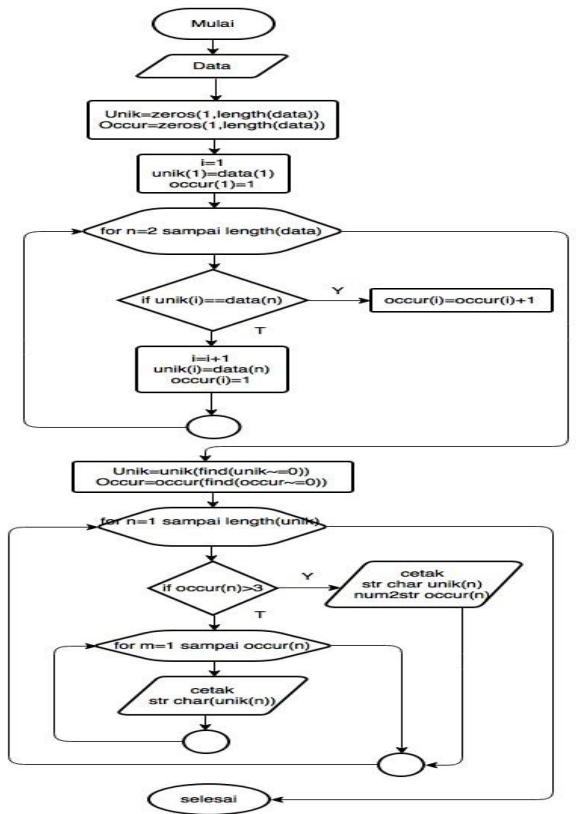 Mulai
Data
Unik=zeros(1,length(data))
Occur=zeros(1,length(data))
i=1
unik(1)=data(1)
occur(1)=1
for n=2 sampai length(data)
if unik(i)==data(n)
Y
occur(i)=occur(i)+1
T
i=i+1
unik(i)=data(n)
occur(i)=1
Unik=unik(find(unik~=0))
Occur=occur(find(occur~=0))
for n=1 sampai length(unik)
if occur(n)>3
Y
cetak
str char unik(n)
num2str occur(n)
T
for m=1 sampai occur(n)
cetak
str char(unik(n))
selesai